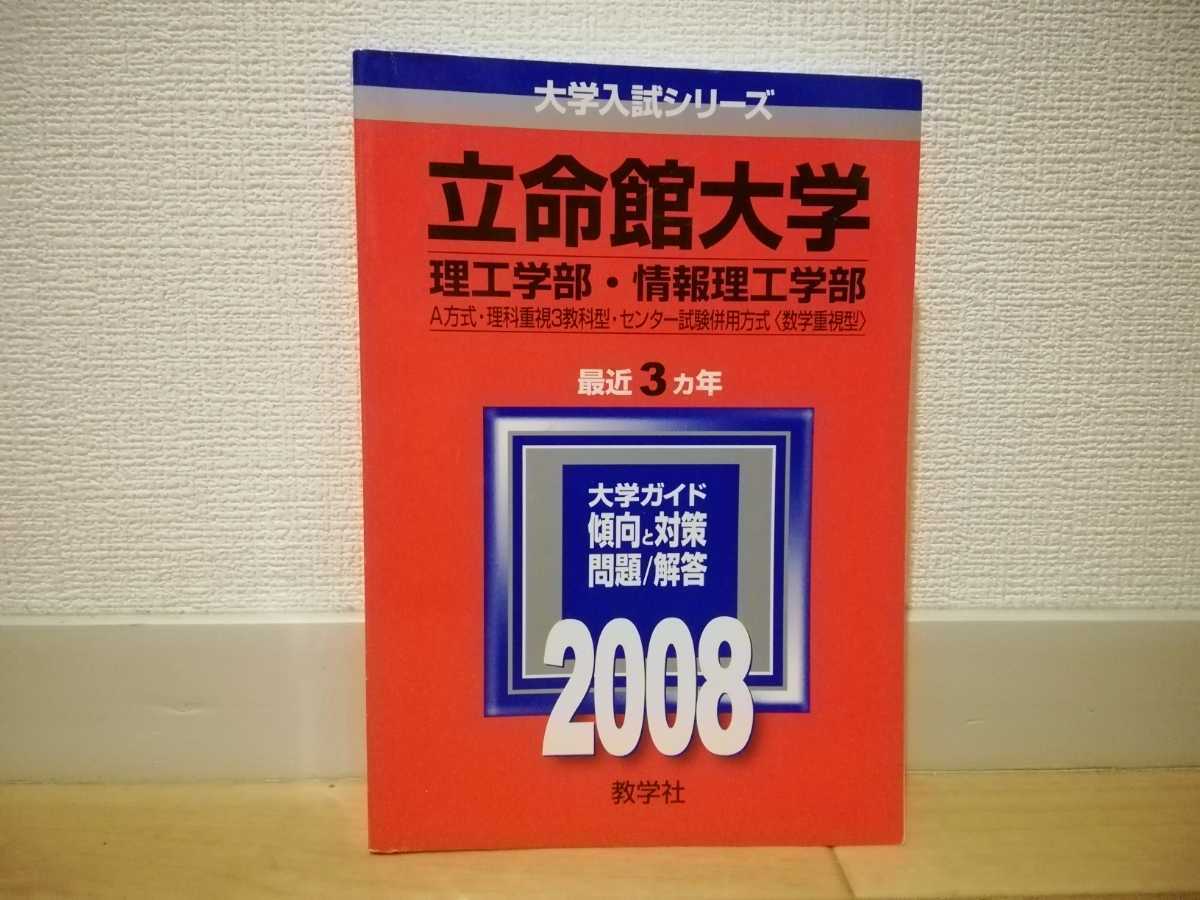 大学入試シリーズ
立命館大学
理工学部・情報理工学部
A方式・理科重視3教科型・センター試験併用方式〈数学重視型〉
最近3ヵ年
大学ガイド
傾向と対策
問題/解答
2008
教学社